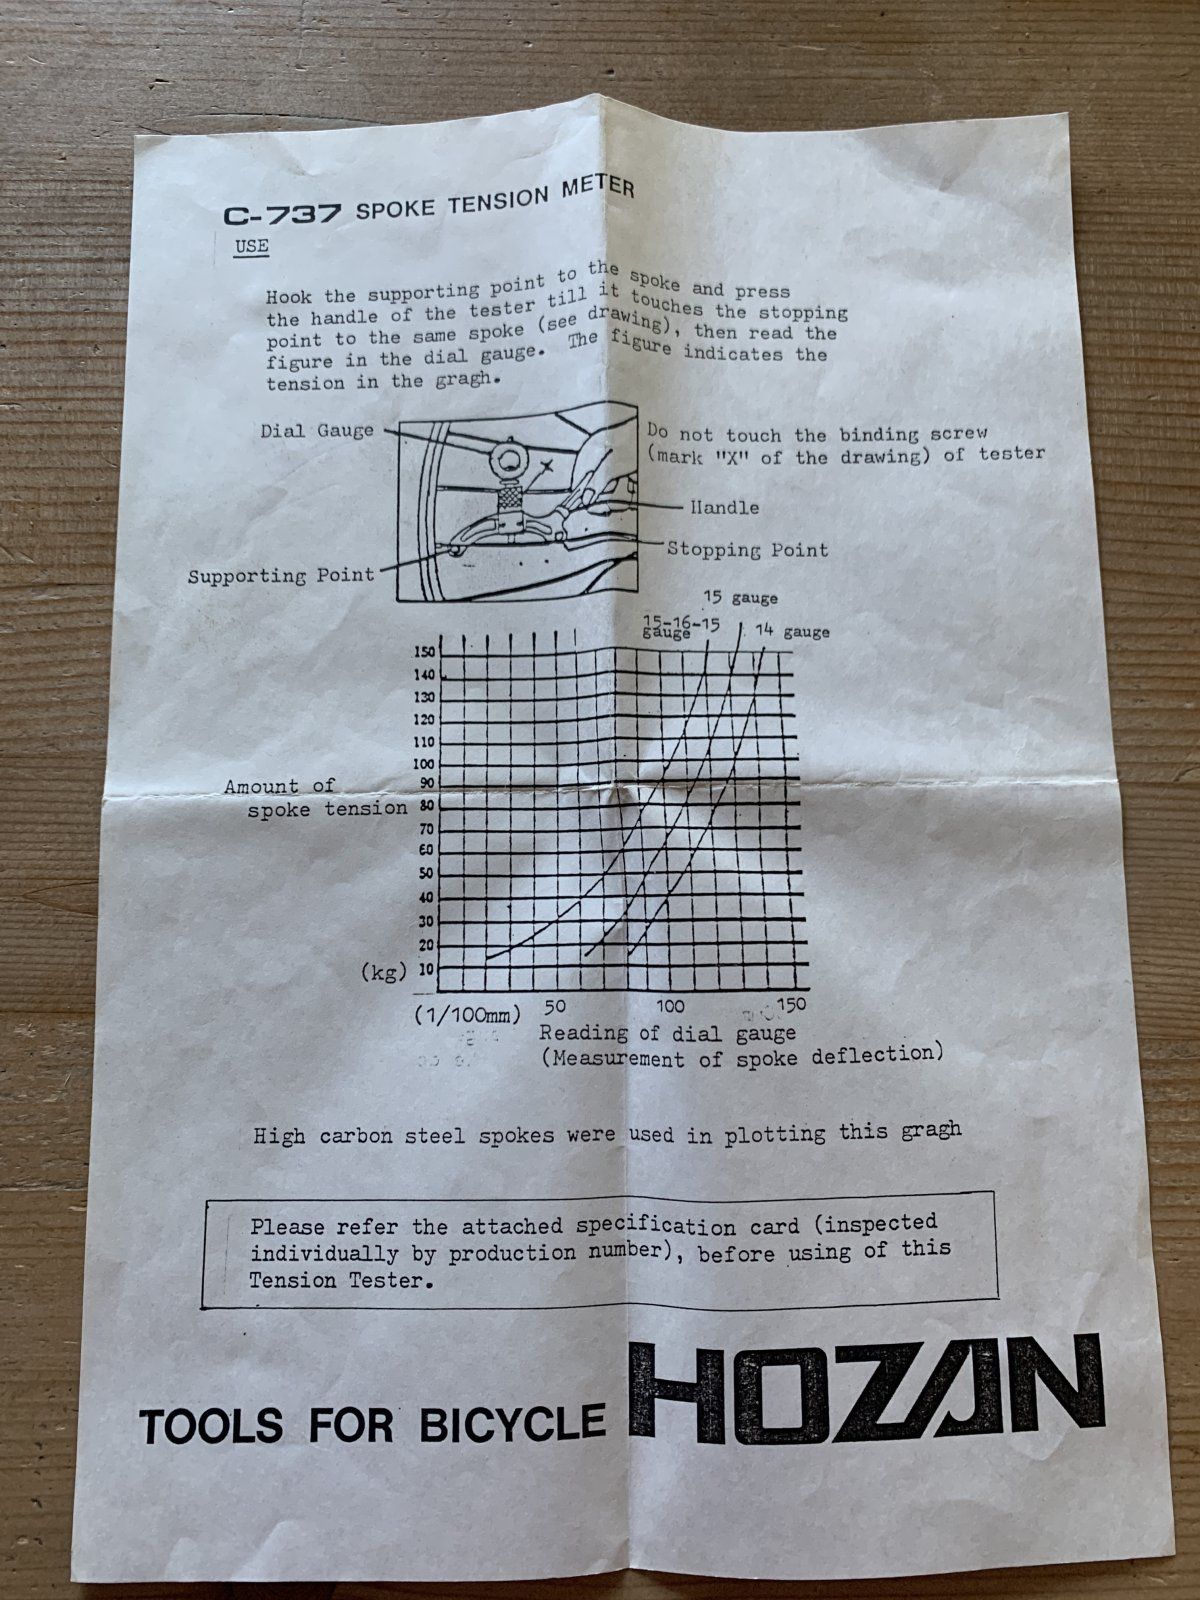 C-737 SPOKE TENSION METER
USE
Hook the supporting point to the spoke and press
the handle of the tester till it touches the stopping
point to the same spoke (see drawing), then read the
figure in the dial gauge. The figure indicates the
tension in the gragh.
Dial Gauge
X
Do not touch the binding screw
(mark "X" of the drawing) of tester
Handle
Stopping Point
Supporting Point
15 gauge
15-16-15
gauge
14 gauge
150
140
130
120
110
100
90
80
70
60
50
40
30
20
10
Amount of
spoke tension
(kg)
(1/100mm)
50
100
150
Reading of dial gauge
(Measurement of spoke deflection)
High carbon steel spokes were used in plotting this gragh
Please refer the attached specification card (inspected
individually by production number), before using of this
Tension Tester.
TOOLS FOR BICYCLE HOZAN